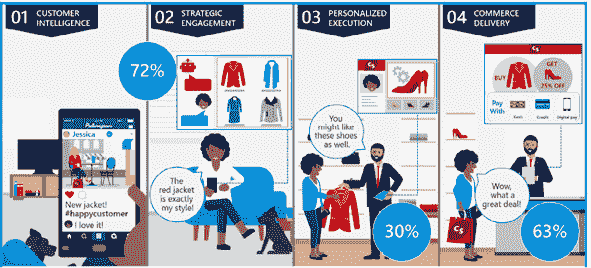 01 CUSTOMER
INTELLIGENCE
Jessica
New jacket!
#happycustomer
I love it!
02 STRATEGIC
ENGAGEMENT
72%
The
red jacket
is exactly
my style!
03 PERSONALIZED
EXECUTION
You
might like
these shoes
as well.
30%
04 COMMERCE
DELIVERY
BUY
GET
25% OFF
Pay
With
Cash
Credit
Digital pay
Wow,
what a
great deal!
63%